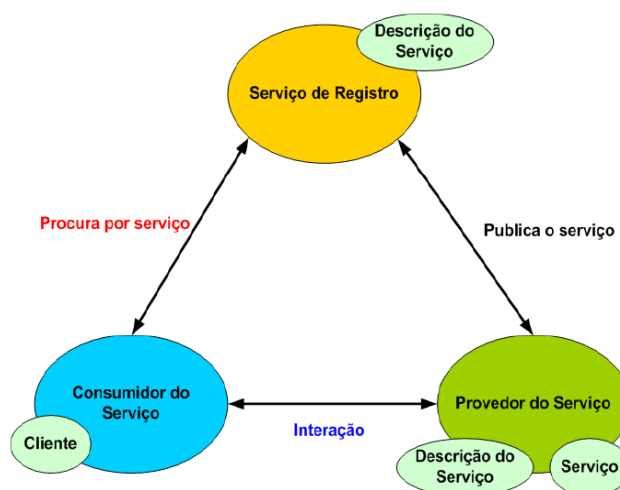 Descrição do
Serviço
Serviço de Registro
Procura por serviço
Publica o serviço
Consumidor do
Serviço
Cliente
Interação
Provedor do Serviço
Descrição do
Serviço
Serviço